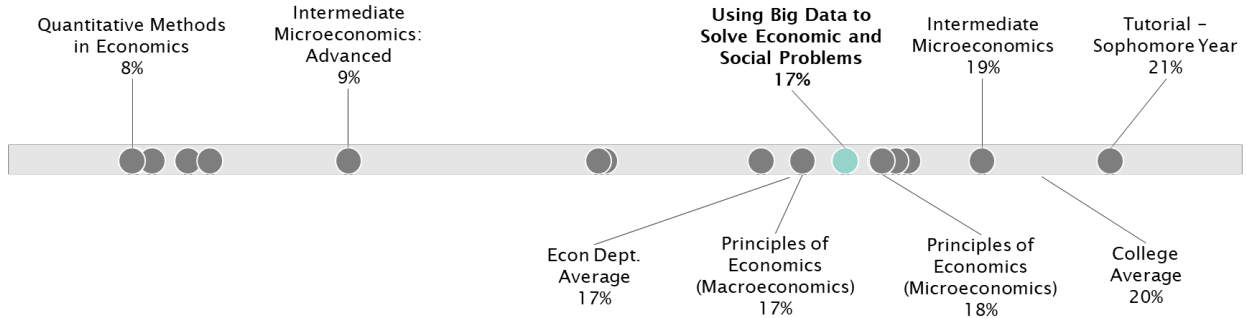 Quantitative Methods
in Economics
8%
Intermediate
Microeconomics:
Advanced
9%
Using Big Data to
Solve Economic and
Social Problems
17%
Intermediate
Microeconomics
19%
Tutorial –
Sophomore Year
21%
Econ Dept.
Average
17%
Principles of
Economics
(Macroeconomics)
17%
Principles of
Economics
(Microeconomics)
18%
College
Average
20%